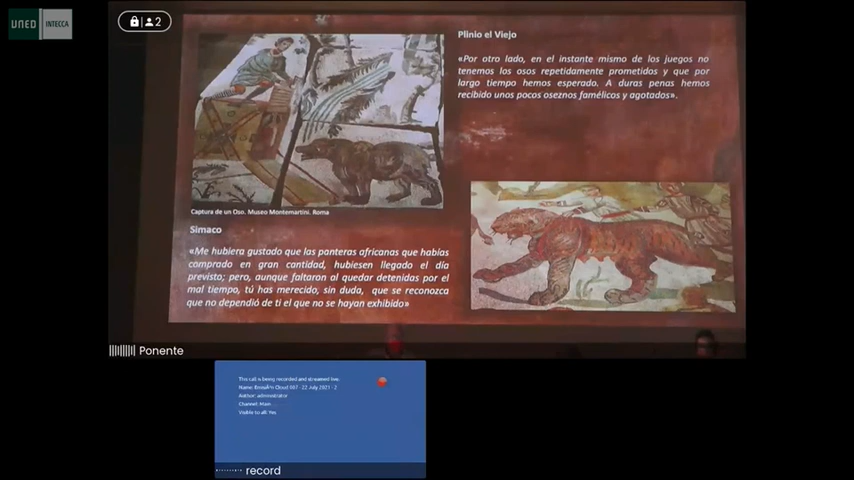 UNED INTECCA
2
Plinio el Viejo
«Por otro lado, en el instante mismo de los juegos no
tenemos los osos repetidamente prometidos y que por
largo tiempo hemos esperado. A duras penas hemos
recibido unos pocos oseznos famélicos y agotados».
Captura de un Oso. Museo Montemartini. Roma
Simaco
«Me hubiera gustado que las panteras africanas que habías
comprado en gran cantidad, hubiesen llegado el día
previsto; pero, aunque faltaron al quedar detenidas por el
mal tiempo, tú has merecido, sin duda, que se reconozca
que no dependió de ti el que no se hayan exhibido»
Ponente
This call is being recorded and streamed live.
Author: administrator
Channel: Main
Visible to all: Yes
record